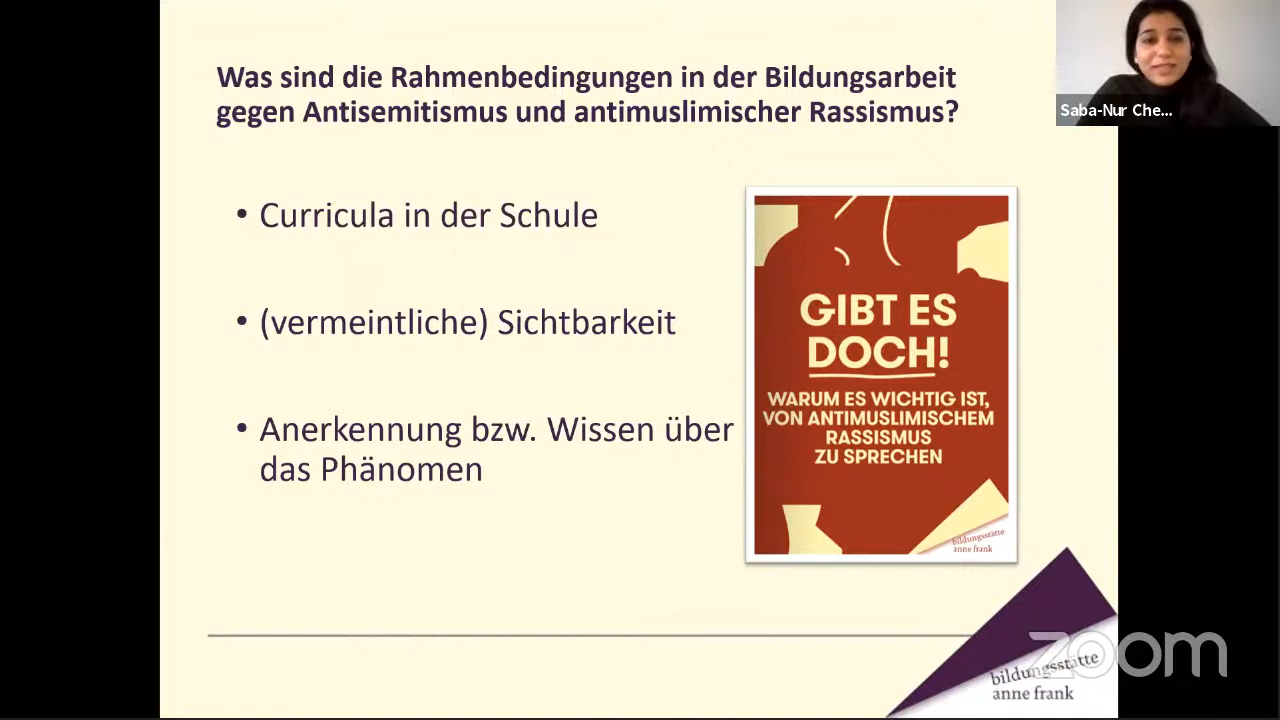 Was sind die Rahmenbedingungen in der Bildungsarbeit
gegen Antisemitismus und antimuslimischer Rassismus?
Saba-Nur Che...
• Curricula in der Schule
• (vermeintliche) Sichtbarkeit
• Anerkennung bzw. Wissen über
das Phänomen
GIBT ES
DOCH!
WARUM ES WICHTIG IST,
VON ANTIMUSLIMISCHEM
RASSISMUS
ZU SPRECHEN
bildungsstätte
anne frank
zoom
bildungsstätte
anne frank